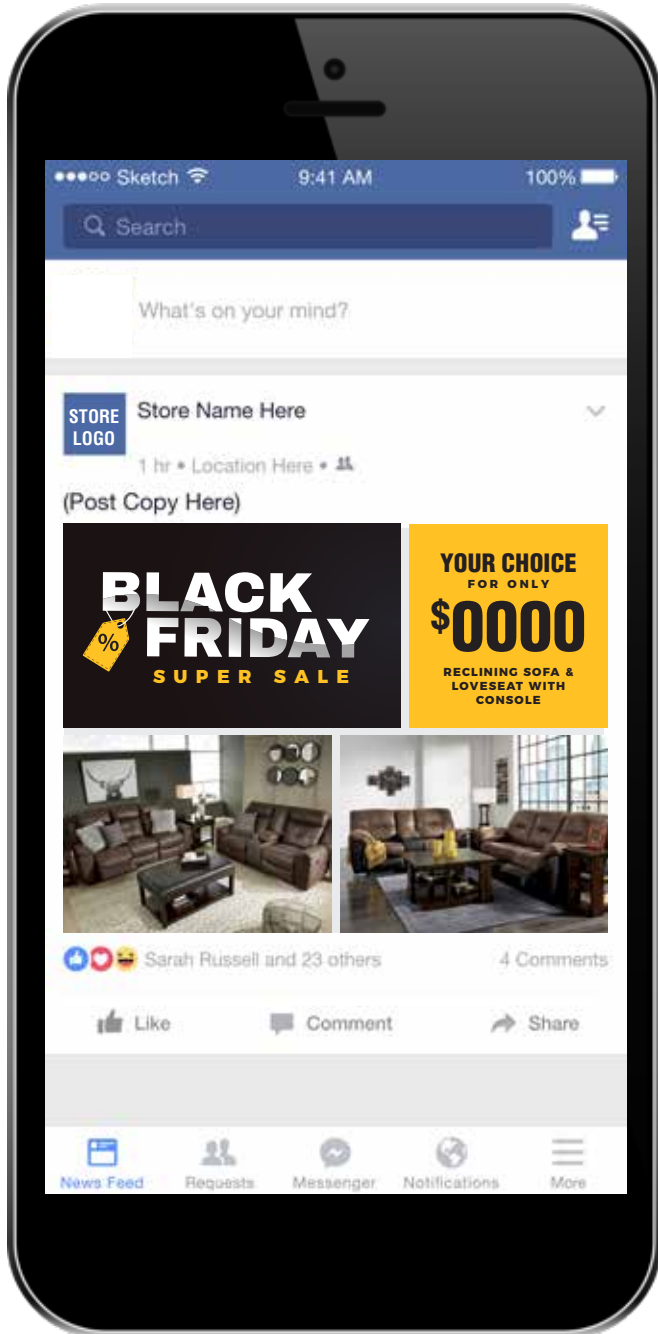 Sketch 9:41 AM 100%
Search
What's on your mind?
STORE
LOGO
Store Name Here
1 hr • Location Here •
(Post Copy Here)
BLACK
FRIDAY
%
SUPER SALE
YOUR CHOICE
FOR ONLY
$0000
RECLINING SOFA &
LOVESEAT WITH
CONSOLE
Sarah Russell and 23 others 4 Comments
Like Comment Share
News Feed Requests Messenger Notifications More